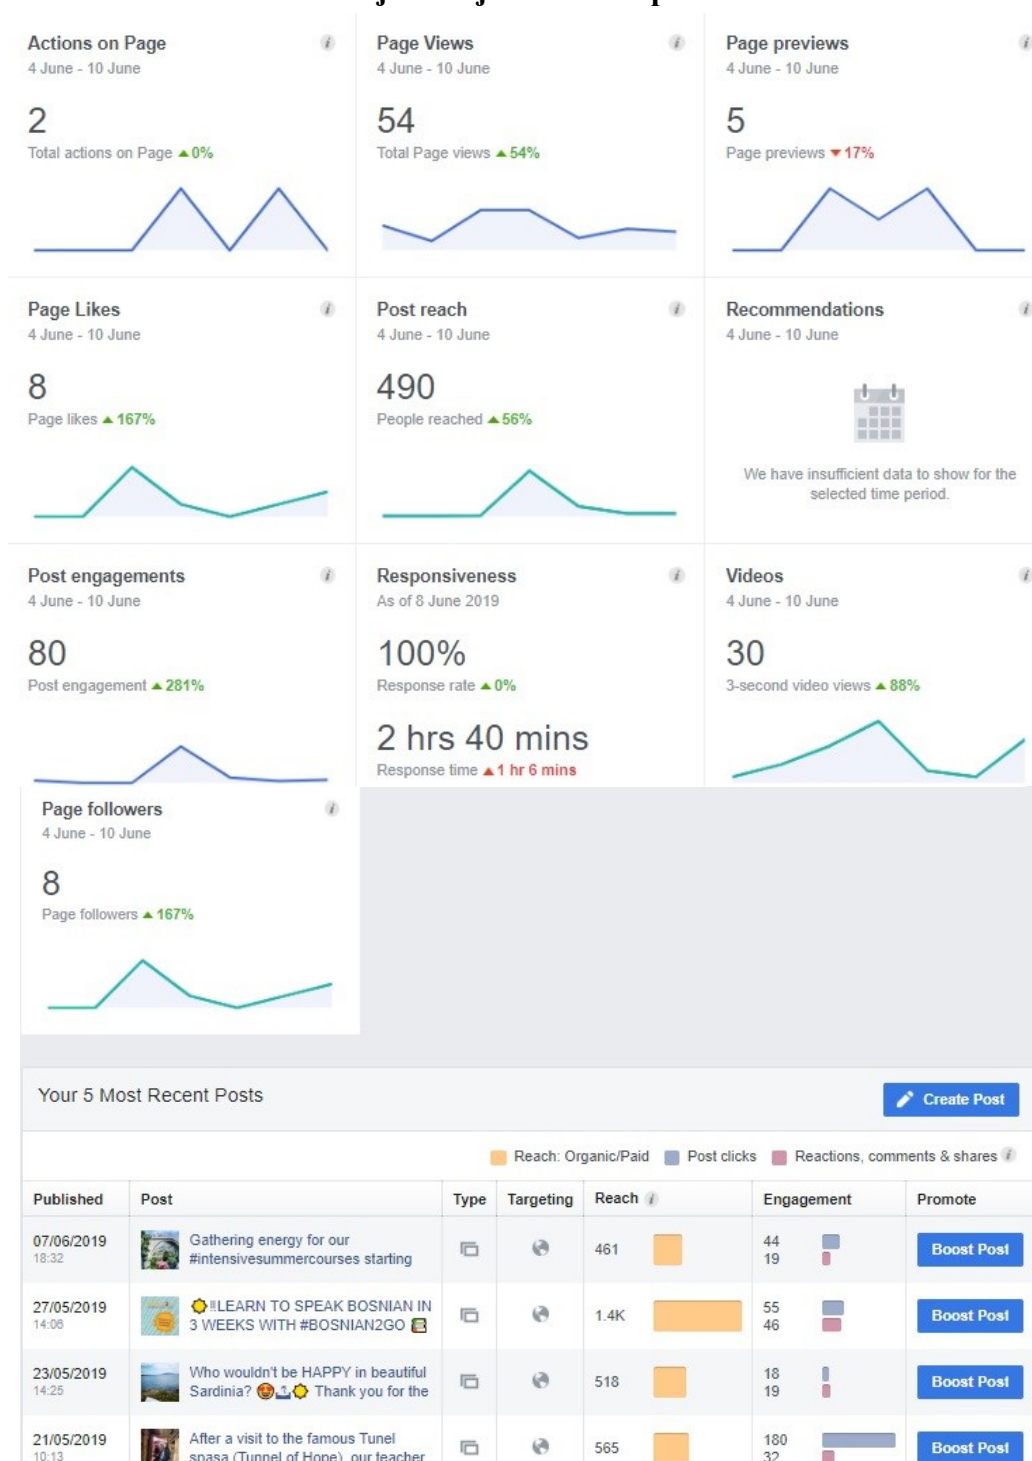 Actions on Page
4 June - 10 June
2
Total actions on Page ▲0%
Page Views
4 June - 10 June
54
Total Page views ▲54%
Page previews
4 June - 10 June
5
Page previews ▼17%
Page Likes
4 June - 10 June
8
Page likes ▲167%
Post reach
4 June - 10 June
490
People reached ▲56%
Recommendations
4 June - 10 June
We have insufficient data to show for the
selected time period.
Post engagements
4 June - 10 June
80
Post engagement ▲281%
Responsiveness
As of 8 June 2019
100%
Response rate ▲0%
2 hrs 40 mins
Response time ▲1 hr 6 mins
Videos
4 June - 10 June
30
3-second video views ▲88%
Page followers
4 June - 10 June
8
Page followers ▲167%
Your 5 Most Recent Posts
Create Post
Reach: Organic/Paid Post clicks Reactions, comments & shares
Published Post Type Targeting Reach Engagement Promote
07/06/2019 Gathering energy for our 461 44 Boost Post
18:32 #intensivesummercourses starting 19
27/05/2019 🌞‼LEARN TO SPEAK BOSNIAN IN 1.4K 55 Boost Post
14:06 3 WEEKS WITH #BOSNIAN2GO 46
23/05/2019 Who wouldn't be HAPPY in beautiful 518 18 Boost Post
14:25 Sardinia? Thank you for the 19
21/05/2019 After a visit to the famous Tunel 565 180 Boost Post
10:13 spasa (Tunnel of Hope), our teacher 32